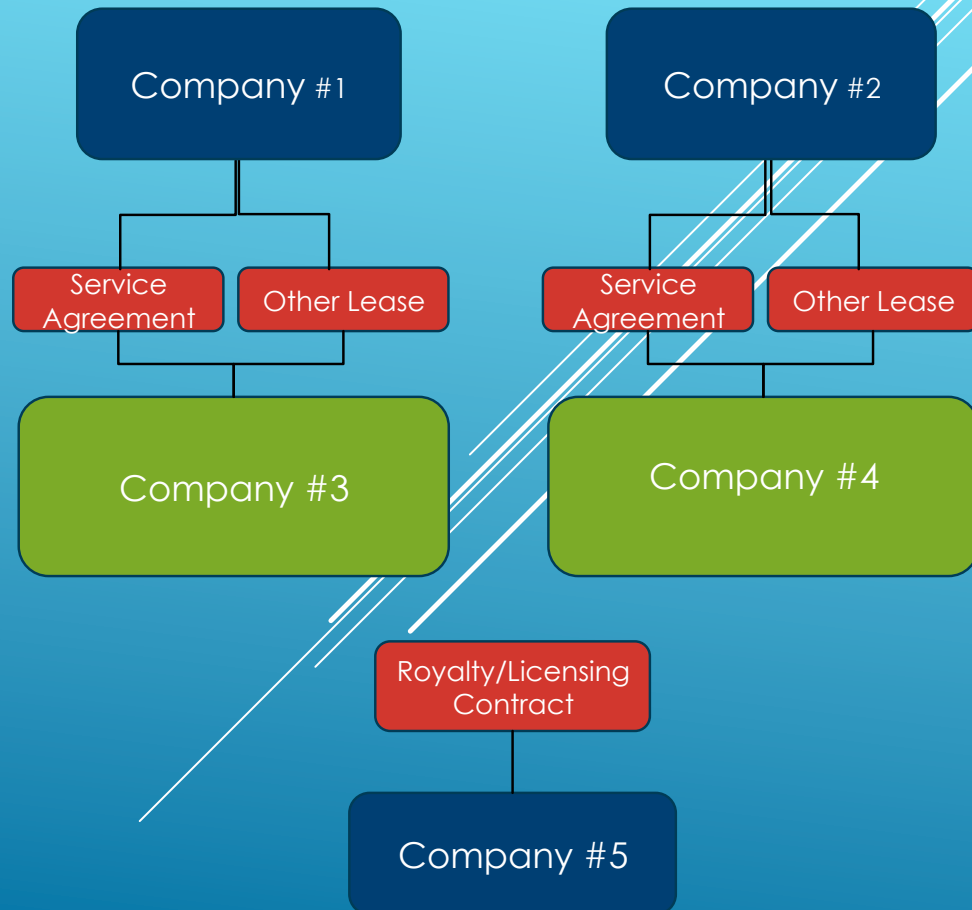 Company #1
Company #2
Service
Agreement
Other Lease
Service
Agreement
Other Lease
Company #3
Company #4
Royalty/Licensing
Contract
Company #5